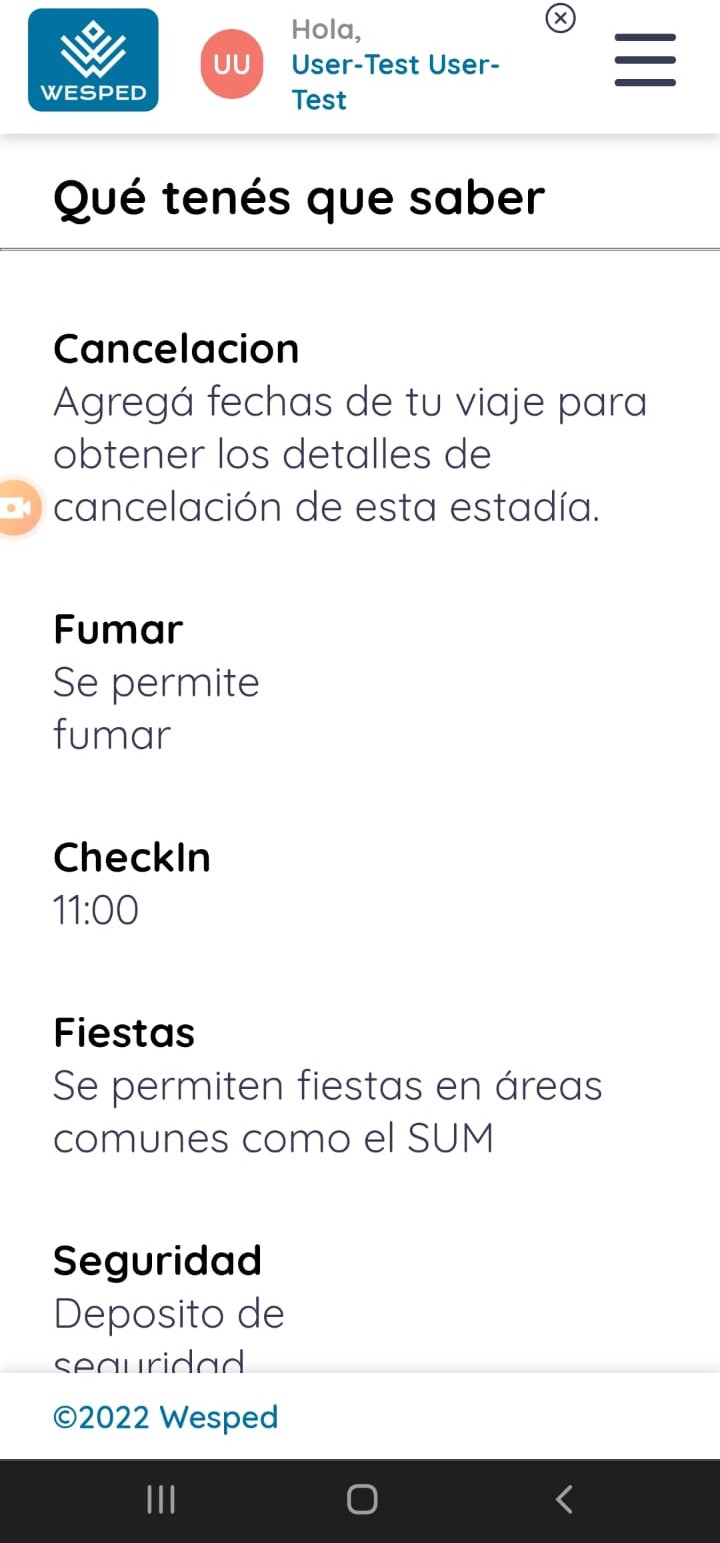 WESPED
UU
Hola,
User-Test User-
Test
Qué tenés que saber
Cancelacion
Agregá fechas de tu viaje para
obtener los detalles de
cancelación de esta estadía.
Fumar
Se permite
fumar
CheckIn
11:00
Fiestas
Se permiten fiestas en áreas
comunes como el SUM
Seguridad
Deposito de
seguridad
©2022 Wesped